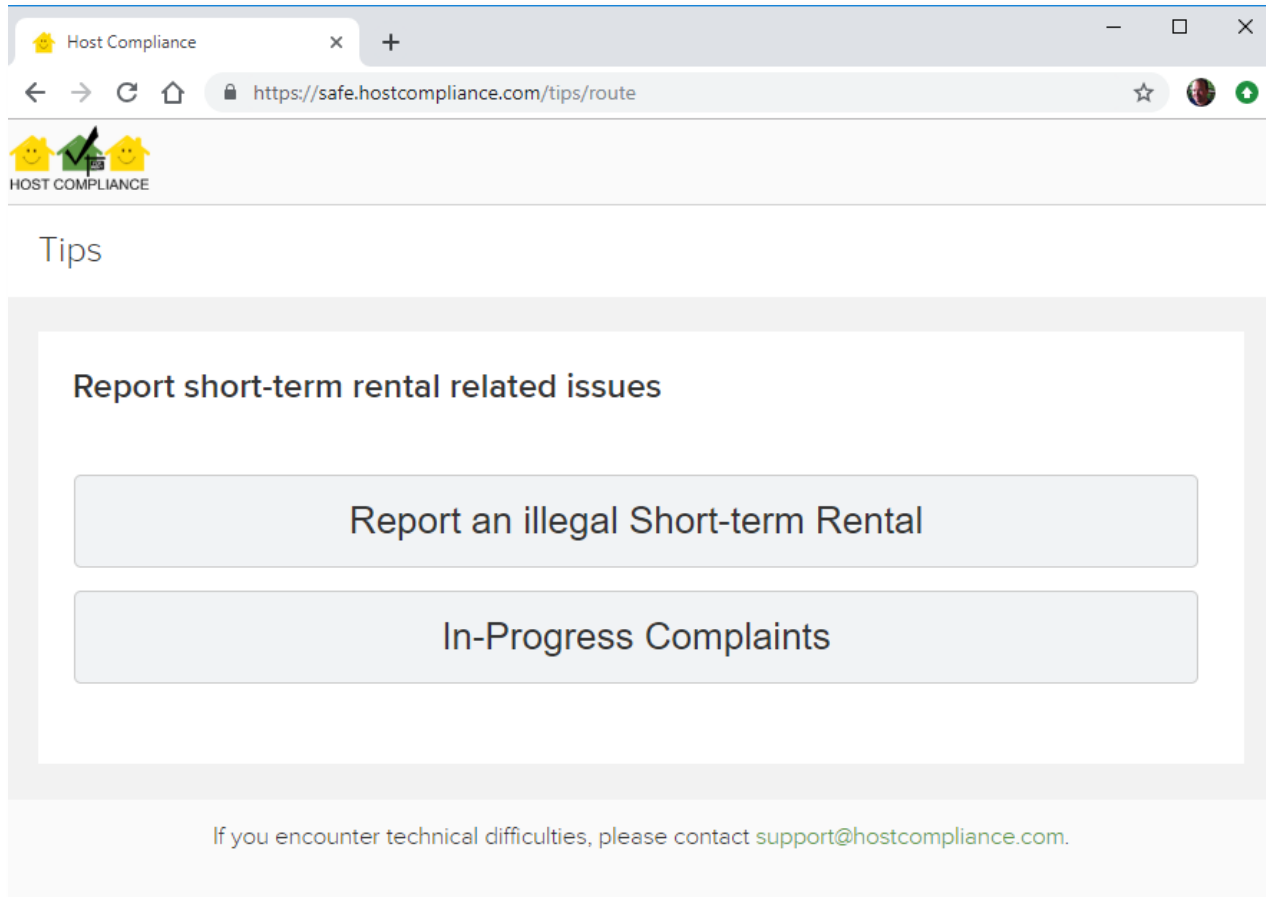 Host Compliance
https://safe.hostcompliance.com/tips/route
HOST COMPLIANCE
Tips
Report short-term rental related issues
Report an illegal Short-term Rental
In-Progress Complaints
If you encounter technical difficulties, please contact support@hostcompliance.com.